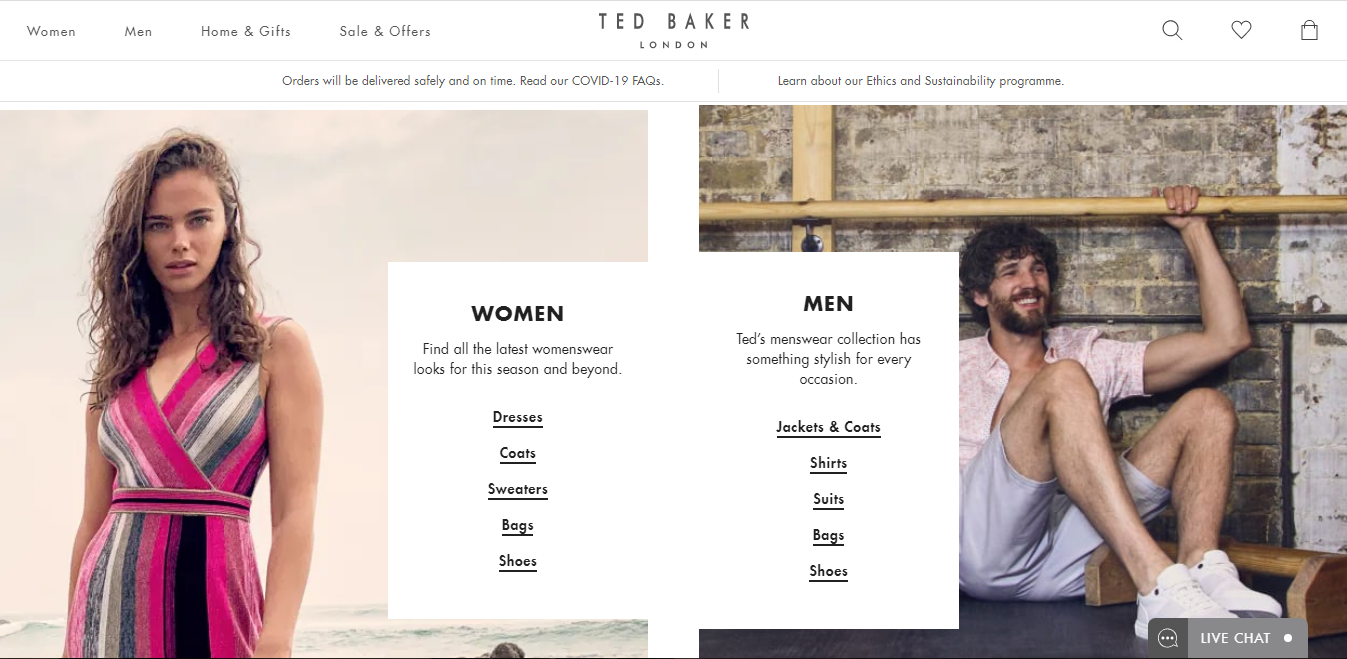 Women Men Home & Gifts Sale & Offers
TED BAKER
LONDON
Orders will be delivered safely and on time. Read our COVID-19 FAQs.
Learn about our Ethics and Sustainability programme.
WOMEN
Find all the latest womenswear
looks for this season and beyond.
Dresses
Coats
Sweaters
Bags
Shoes
MEN
Ted's menswear collection has
something stylish for every
occasion.
Jackets & Coats
Shirts
Suits
Bags
Shoes
LIVE CHAT